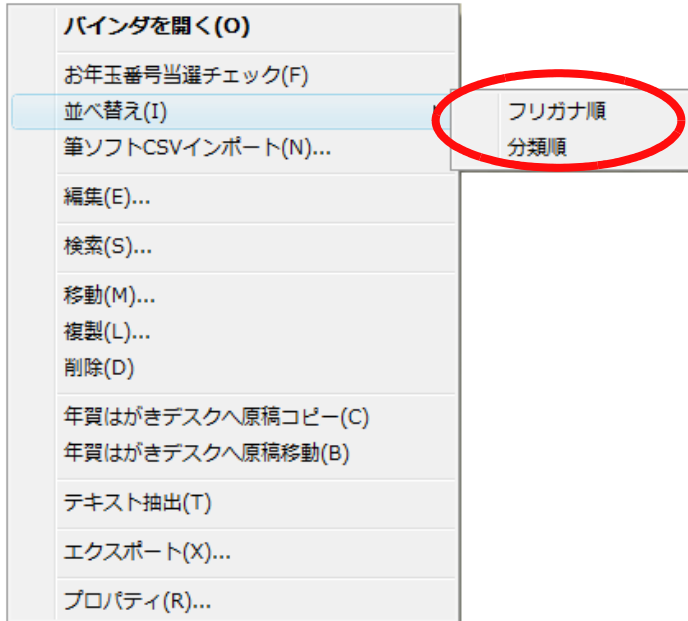 バインダを開く(O)
お年玉番号当選チェック(F)
並べ替え(I)
フリガナ順
分類順
筆ソフトCSVインポート(N)...
編集(E)...
検索(S)...
移動(M)...
複製(L)...
削除(D)
年賀はがきデスクへ原稿コピー(C)
年賀はがきデスクへ原稿移動(B)
テキスト抽出(T)
エクスポート(X)...
プロパティ(R)...